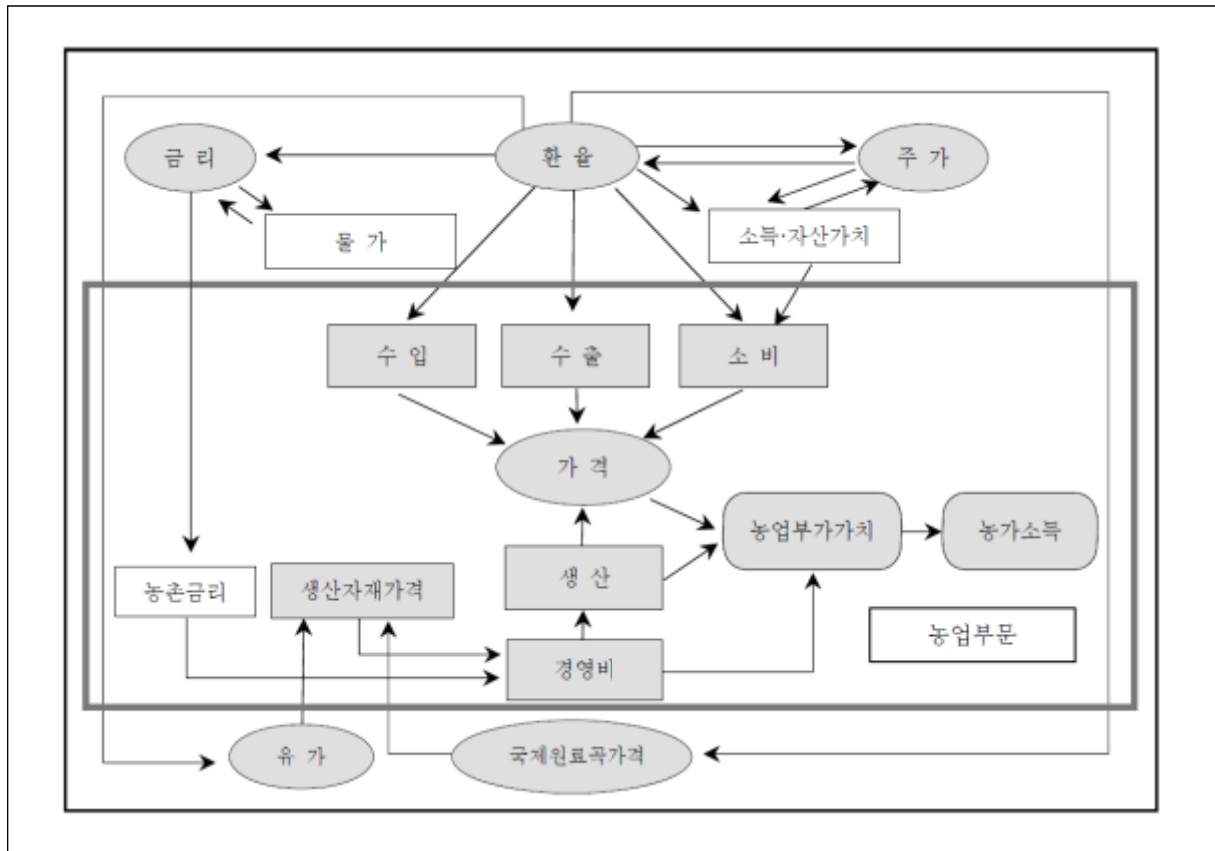 금 리
환 율
주 가
물 가
소득·자산가치
수 입
수 출
소 비
가 격
농업부가가치
농가소득
생 산
농촌금리
생산자재가격
농업부문
경영비
유 가
국제원료곡가격